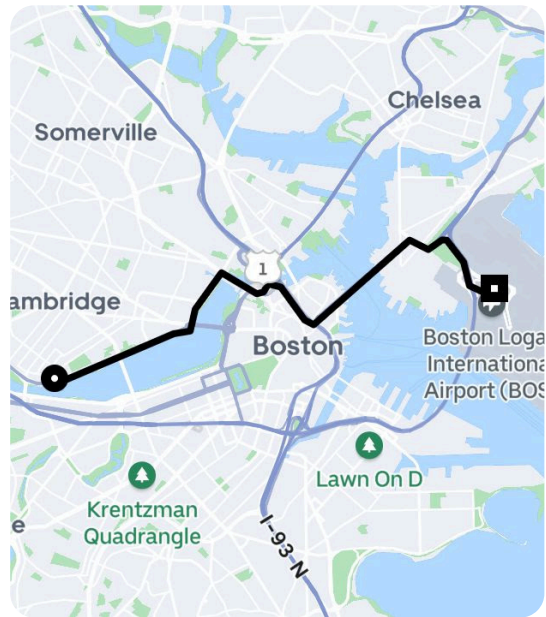 Chelsea
Somerville
1
ambridge
Boston
Boston Loga
Internationa
Airport (BOS
Lawn On D
Krentzman
Quadrangle
e
I-93 N